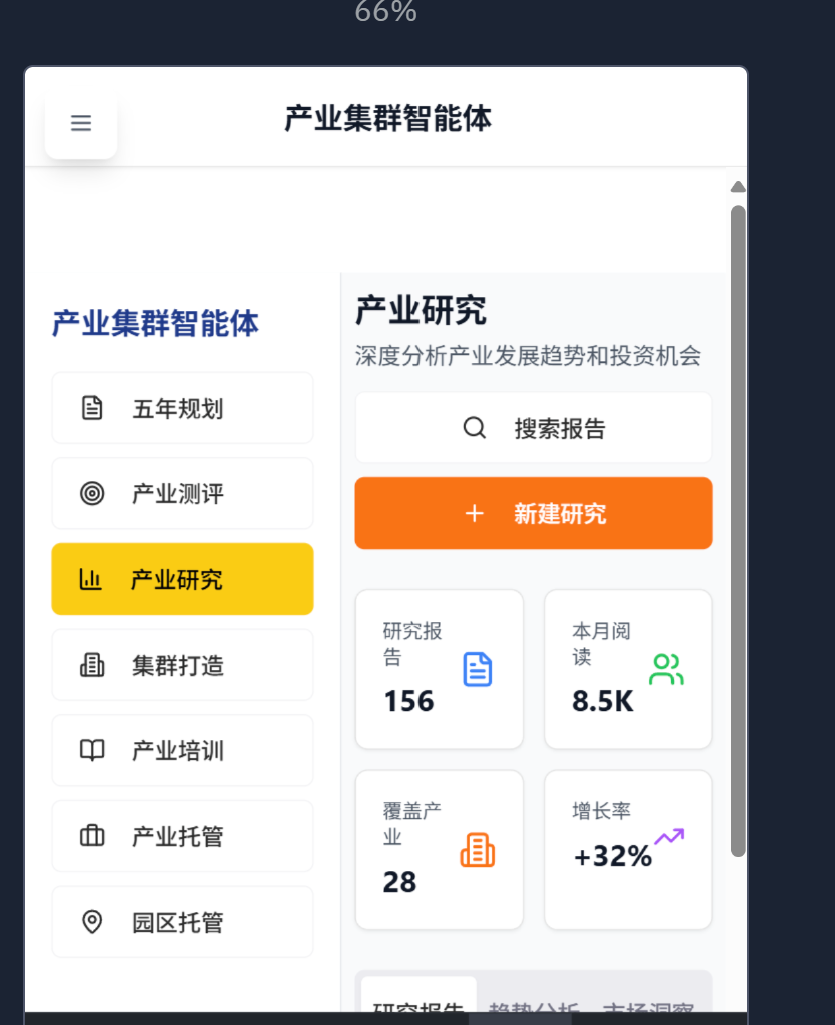 66%
产业集群智能体
产业集群智能体
五年规划
产业测评
产业研究
集群打造
产业培训
产业托管
园区托管
产业研究
深度分析产业发展趋势和投资机会
搜索报告
新建研究
研究报
告
156
本月阅
读
8.5K
覆盖产
业
28
增长率
+32%
研究报告 趋势分析 市场洞察